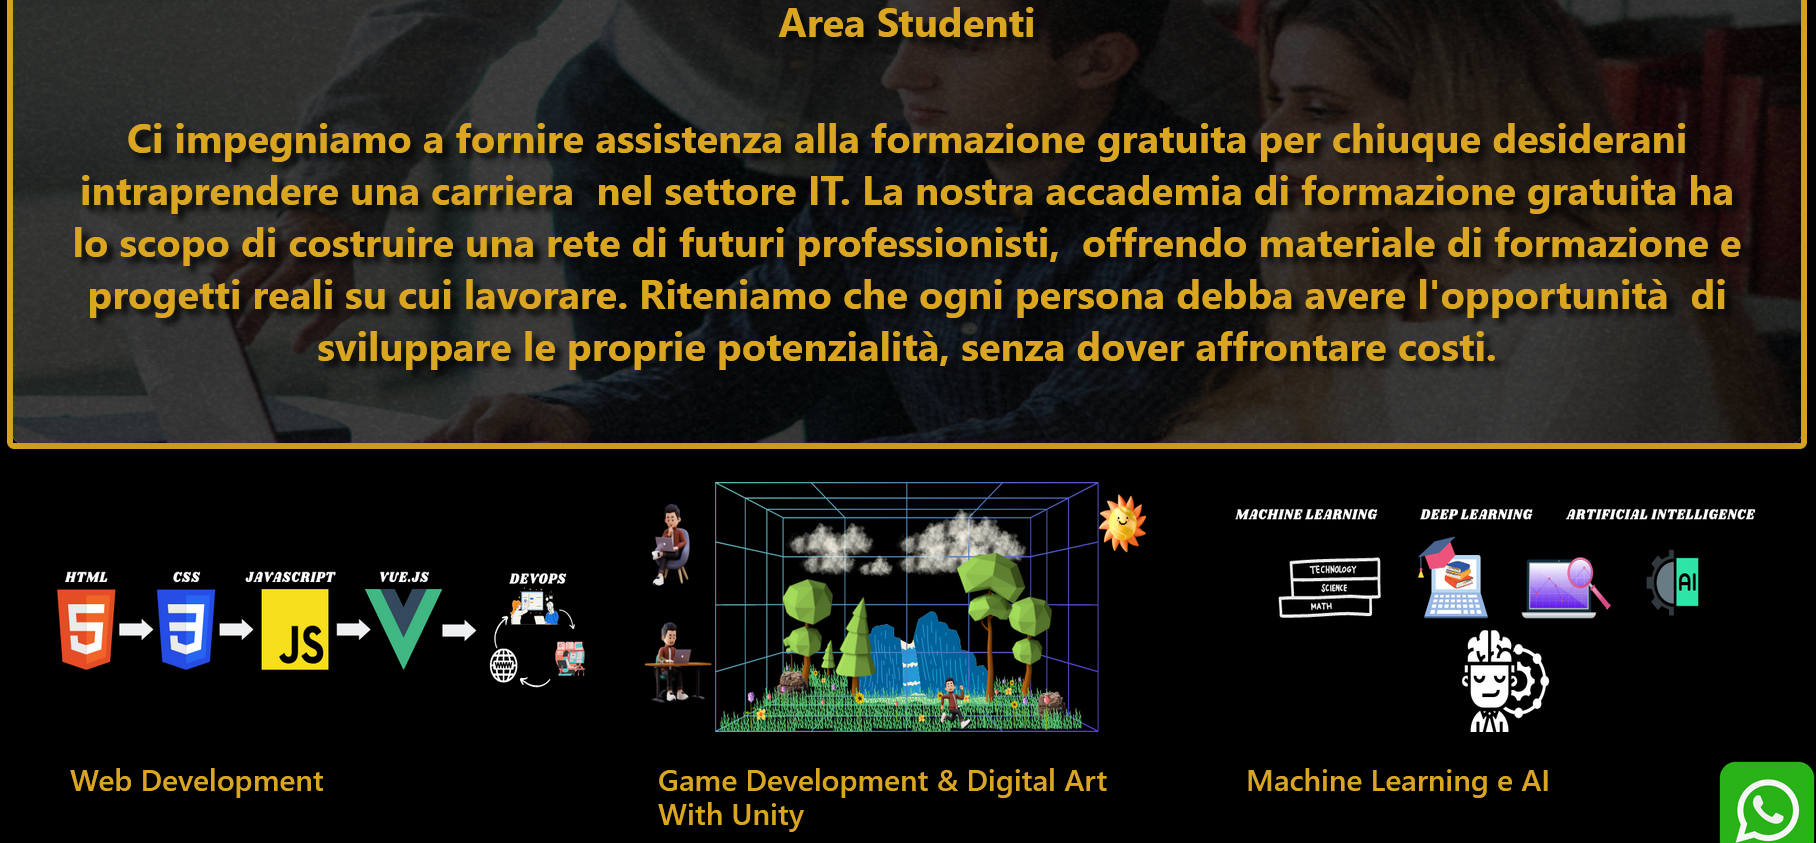 Area Studenti
Ci impegniamo a fornire assistenza alla formazione gratuita per chiuque desiderani
intraprendere una carriera  nel settore IT. La nostra accademia di formazione gratuita ha
lo scopo di costruire una rete di futuri professionisti,  offrendo materiale di formazione e
progetti reali su cui lavorare. Riteniamo che ogni persona debba avere l'opportunità  di
sviluppare le proprie potenzialità, senza dover affrontare costi.
HTML
CSS
JAVASCRIPT
VUE.JS
DEVOPS
5
3
JS
WWW
Web Development
Game Development & Digital Art
With Unity
MACHINE LEARNING
DEEP LEARNING
ARTIFICIAL INTELLIGENCE
TECHNOLOGY
SCIENCE
MATH
AI
Machine Learning e AI